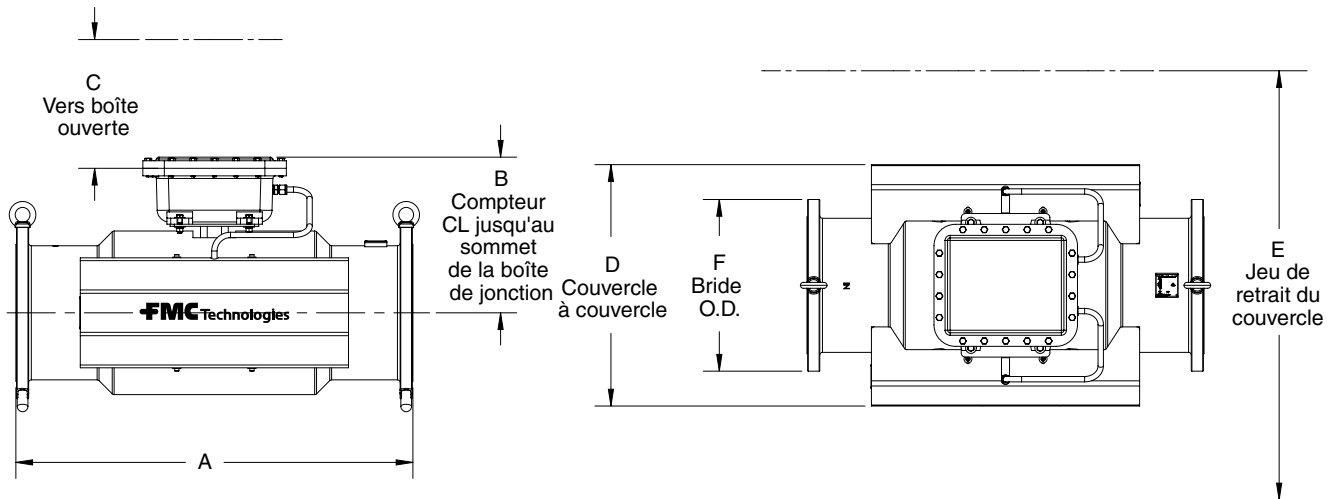 C
Vers boîte
ouverte
B
Compteur
CL jusqu'au
sommet
de la boîte
de jonction
FMC Technologies
A
D
Couvercle
à couvercle
F
Bride
O.D.
E
Jeu de
retrait du
couvercle